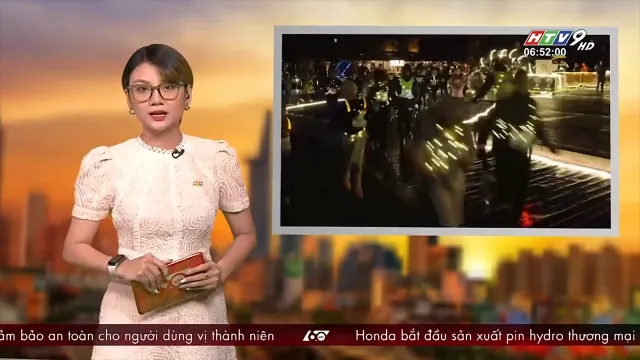 HTV9 HD
06:52:00
ảm bảo an toàn cho người dùng vị thành niên
60
Honda bắt đầu sản xuất pin hydro thương mại